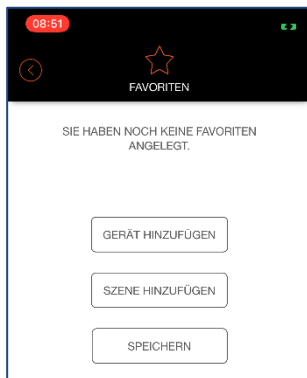 08:51
FAVORITEN
SIE HABEN NOCH KEINE FAVORITEN
ANGELEGT.
GERÄT HINZUFÜGEN
SZENE HINZUFÜGEN
SPEICHERN